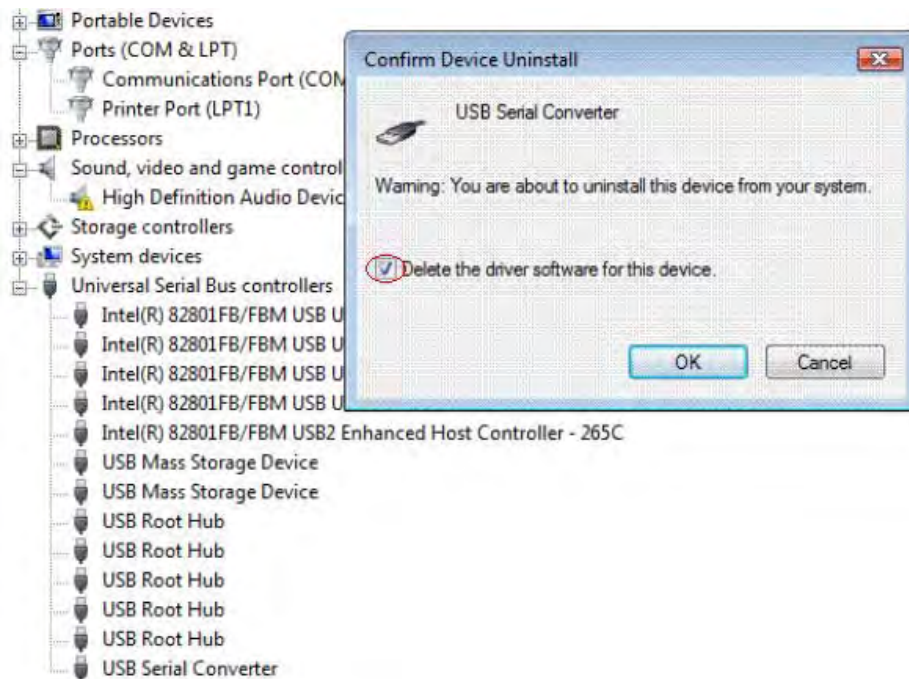 Portable Devices
Ports (COM & LPT)
Communications Port (COM
Printer Port (LPT1)
Processors
Sound, video and game control
High Definition Audio Devic
Storage controllers
System devices
Universal Serial Bus controllers
Intel(R) 82801FB/FBM USB U
Intel(R) 82801FB/FBM USB U
Intel(R) 82801FB/FBM USB U
Intel(R) 82801FB/FBM USB U
Intel(R) 82801FB/FBM USB2 Enhanced Host Controller - 265C
USB Mass Storage Device
USB Mass Storage Device
USB Root Hub
USB Root Hub
USB Root Hub
USB Root Hub
USB Root Hub
USB Serial Converter
Confirm Device Uninstall
USB Serial Converter
Warning: You are about to uninstall this device from your system.
Delete the driver software for this device.
OK
Cancel